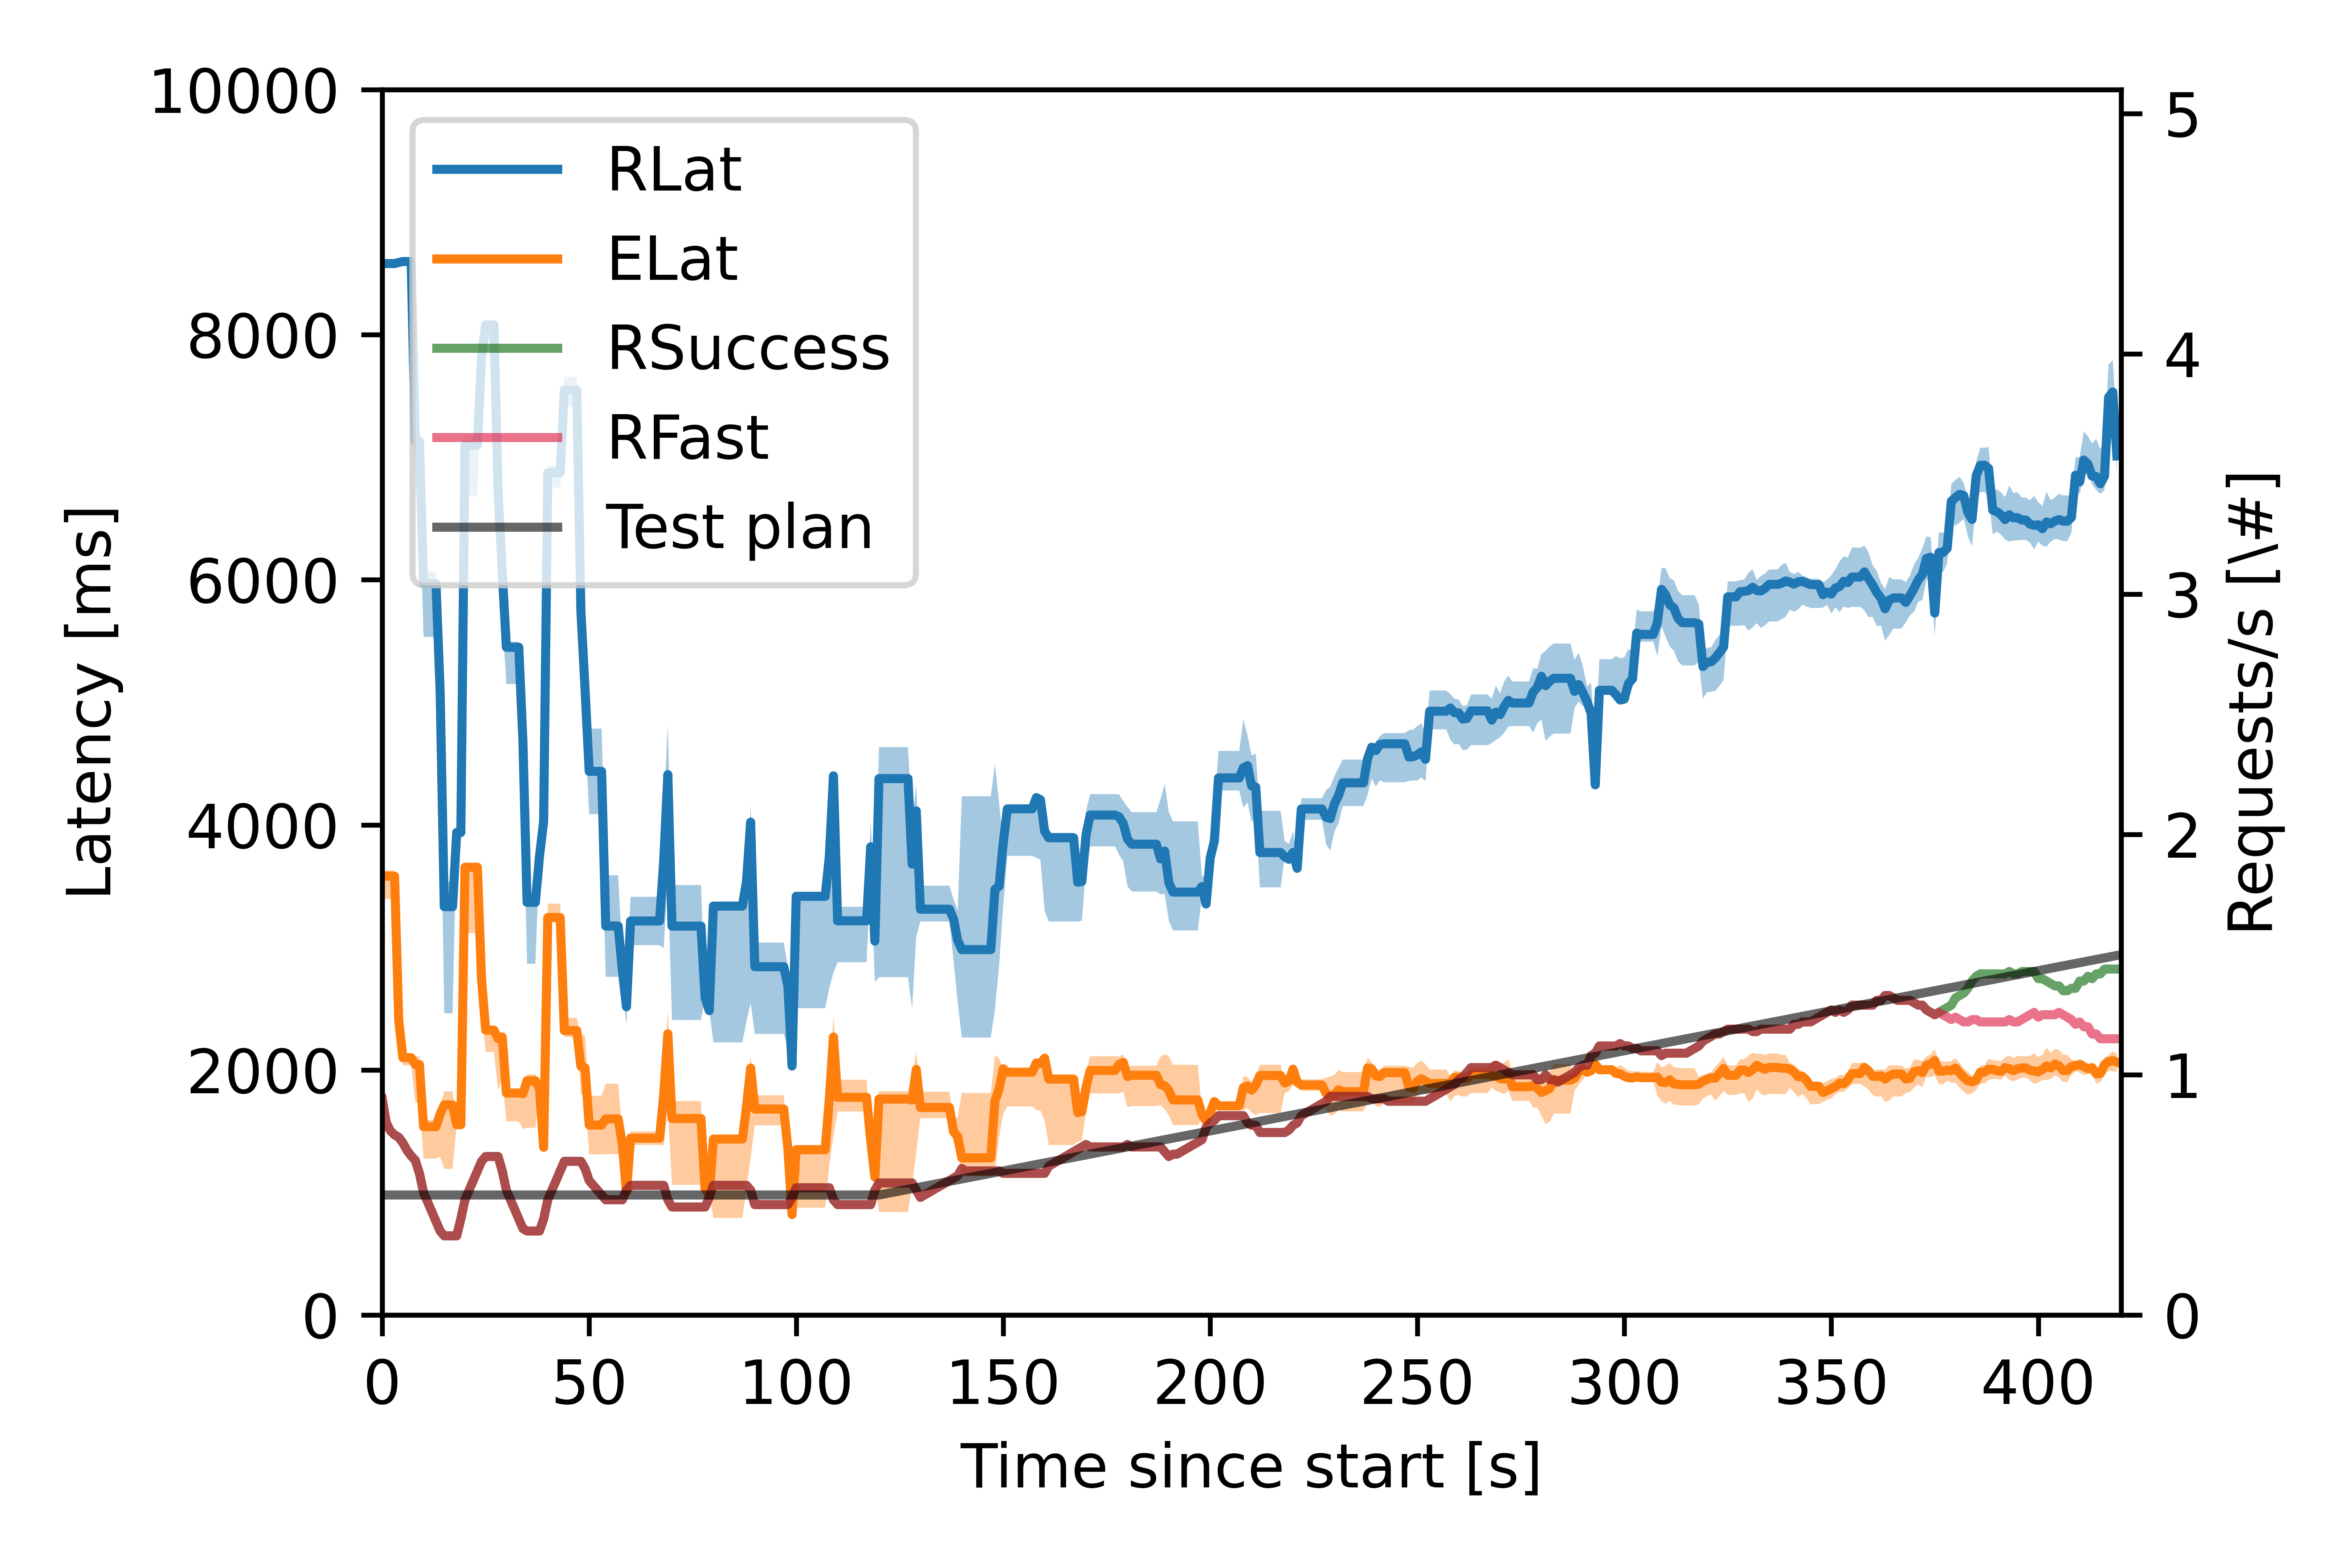 10000
8000
6000
4000
2000
0
Latency [ms]
RLat
ELat
RSuccess
RFast
Test plan
5
4
3
2
1
0
Requests/s [\#]
0 50 100 150 200 250 300 350 400
Time since start [s]